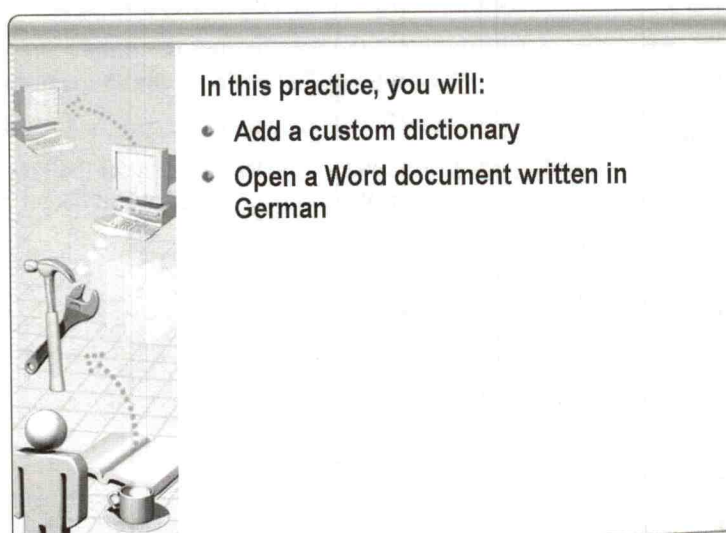 In this practice, you will:
Add a custom dictionary
Open a Word document written in
German